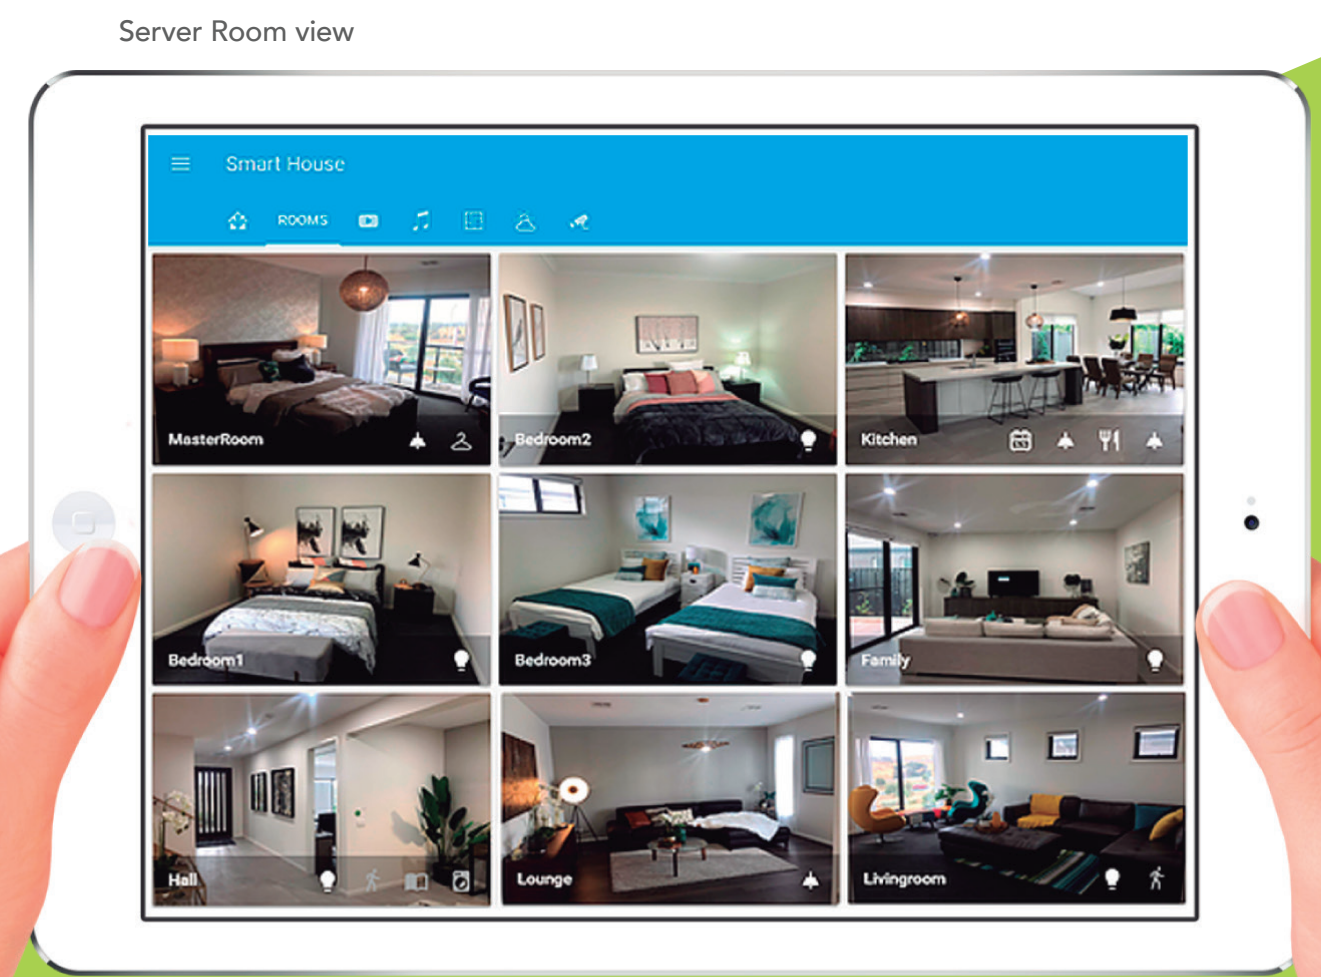 Server Room view
Smart House
ROOMS
MasterRoom
Bedroom2
Kitchen
Bedroom1
Bedroom3
Family
Hall
Lounge
Livingroom